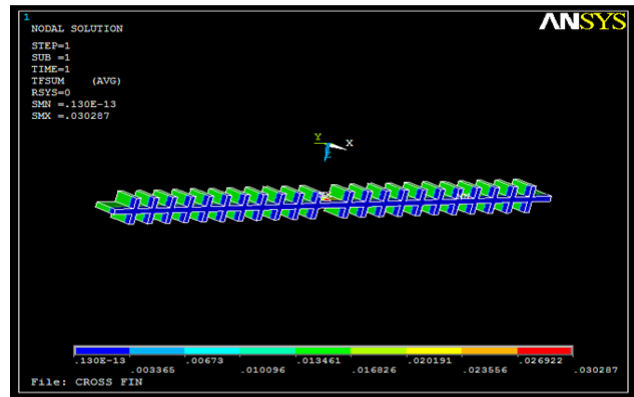 1
NODAL SOLUTION
ANSYS
STEP=1
SUB =1
TIME=1
TFSUM (AVG)
RSYS=0
SMN =.130E-13
SMX =.030287
Y
X
.130E-13 .00673 .013461 .020191 .026922
.003365 .010096 .016826 .023556 .030287
File: CROSS FIN